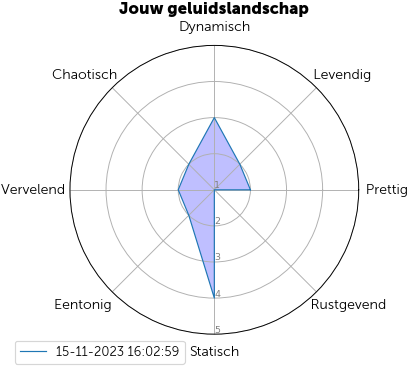 Jouw geluidslandschap
Dynamisch
Chaotisch
Levendig
Vervelend
Prettig
1
2
3
4
5
Eentonig
Rustgevend
Statisch
15-11-2023 16:02:59